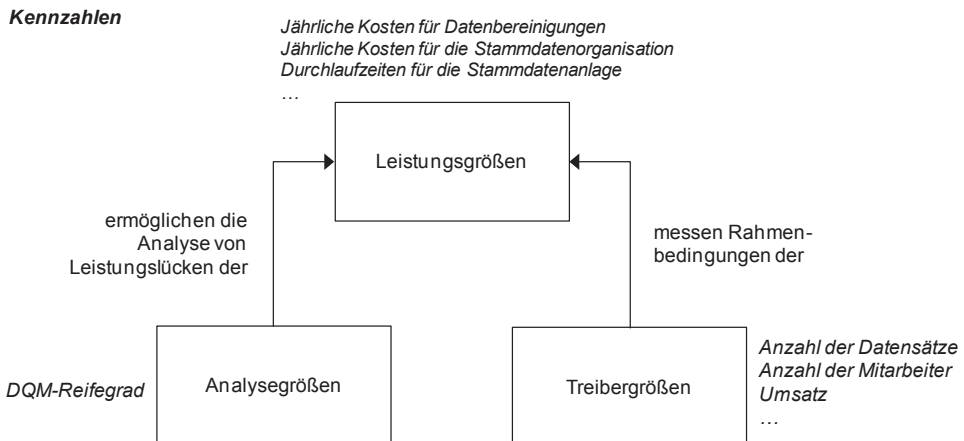 Kennzahlen
Jährliche Kosten für Datenbereinigungen
Jährliche Kosten für die Stammdatenorganisation
Durchlaufzeiten für die Stammdatenanlage
…
Leistungsgrößen
ermöglichen die
Analyse von
Leistungslücken der
messen Rahmen-
bedingungen der
DQM-Reifegrad
Analysegrößen
Treibergrößen
Anzahl der Datensätze
Anzahl der Mitarbeiter
Umsatz
…